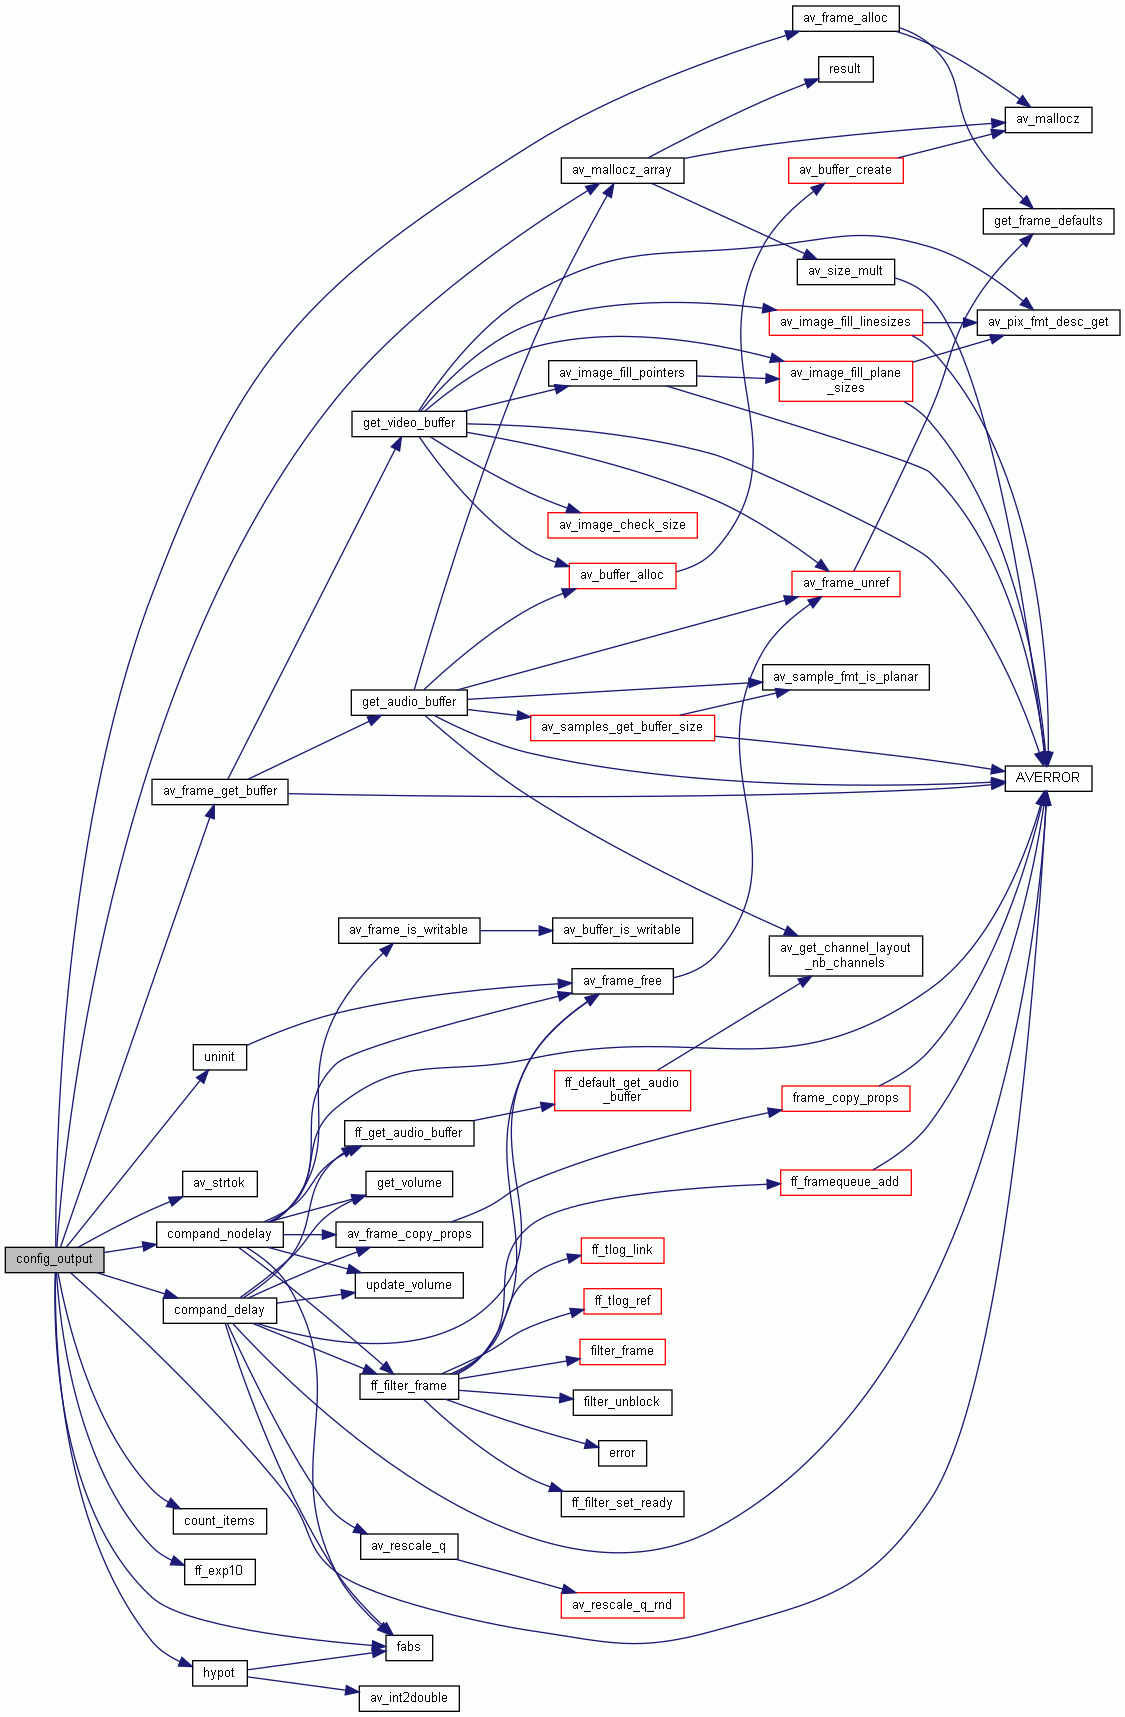 av_frame_alloc
result
av_mallocz
av_mallocz_array
av_buffer_create
get_frame_defaults
av_size_mult
av_image_fill_linesizes
av_pix_fmt_desc_get
av_image_fill_pointers
av_image_fill_plane
_sizes
get_video_buffer
av_image_check_size
av_buffer_alloc
av_frame_unref
av_sample_fmt_is_planar
get_audio_buffer
av_samples_get_buffer_size
AVERROR
av_frame_get_buffer
av_frame_is_writable
av_buffer_is_writable
av_get_channel_layout
_nb_channels
av_frame_free
uninit
ff_default_get_audio
_buffer
frame_copy_props
ff_get_audio_buffer
av_strtok
get_volume
ff_framequeue_add
compand_nodelay
av_frame_copy_props
config_output
ff_tlog_link
update_volume
compand_delay
ff_tlog_ref
filter_frame
ff_filter_frame
filter_unblock
error
ff_filter_set_ready
count_items
av_rescale_q
ff_exp10
av_rescale_q_rnd
fabs
hypot
av_int2double